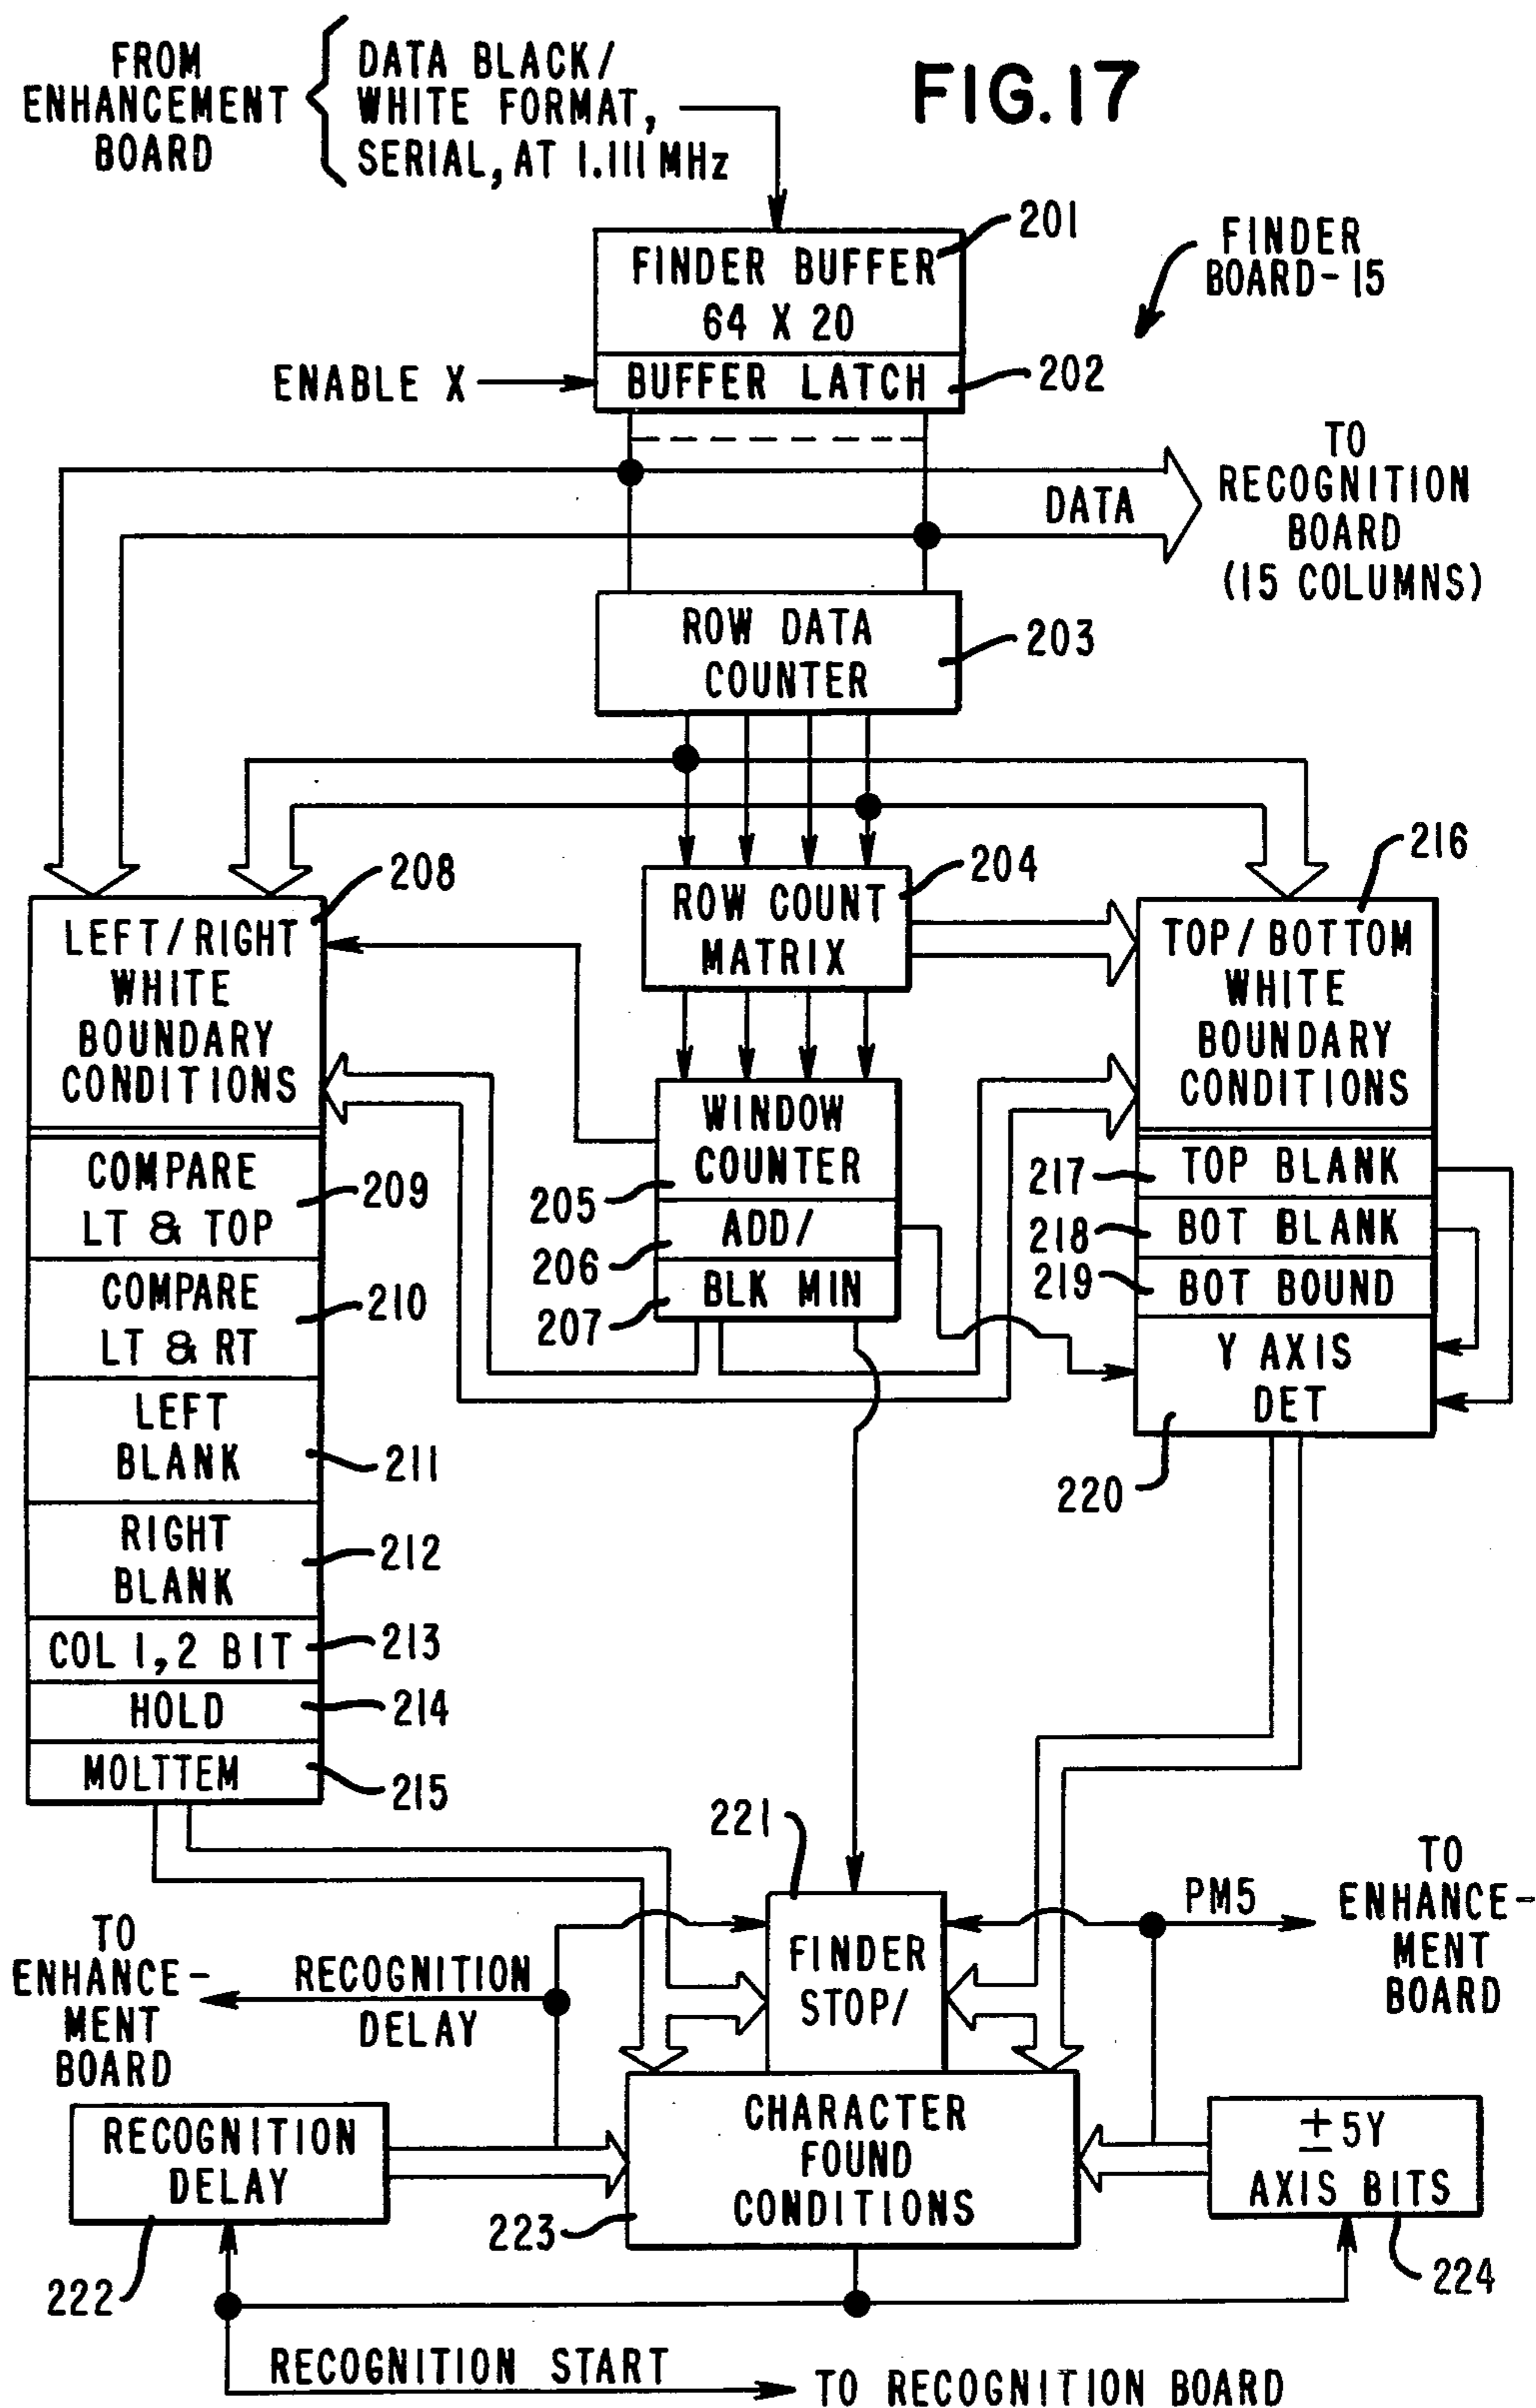 FROM
ENHANCEMENT
BOARD
DATA BLACK/
WHITE FORMAT,
SERIAL, AT 1.111 MHz
FIG. 17
201
FINDER BUFFER
64 X 20
FINDER
BOARD-15
ENABLE X
BUFFER LATCH
202
TO
RECOGNITION
BOARD
(15 COLUMNS)
DATA
ROW DATA
COUNTER
203
208
204
216
ROW COUNT
MATRIX
LEFT/RIGHT
WHITE
BOUNDARY
CONDITIONS
TOP/BOTTOM
WHITE
BOUNDARY
CONDITIONS
WINDOW
COUNTER
205
ADD/
206
BLK MIN
207
COMPARE
LT & TOP
209
COMPARE
LT & RT
210
LEFT
BLANK
211
RIGHT
BLANK
212
COL 1,2 BIT
213
HOLD
214
MOLTTEM
215
217
TOP BLANK
218
BOT BLANK
219
BOT BOUND
Y AXIS
DET
220
221
FINDER
STOP/
PM5
TO
ENHANCE-
MENT
BOARD
TO
ENHANCE-
MENT
BOARD
RECOGNITION
DELAY
RECOGNITION
DELAY
222
CHARACTER
FOUND
CONDITIONS
223
±5Y
AXIS BITS
224
RECOGNITION START
TO RECOGNITION BOARD